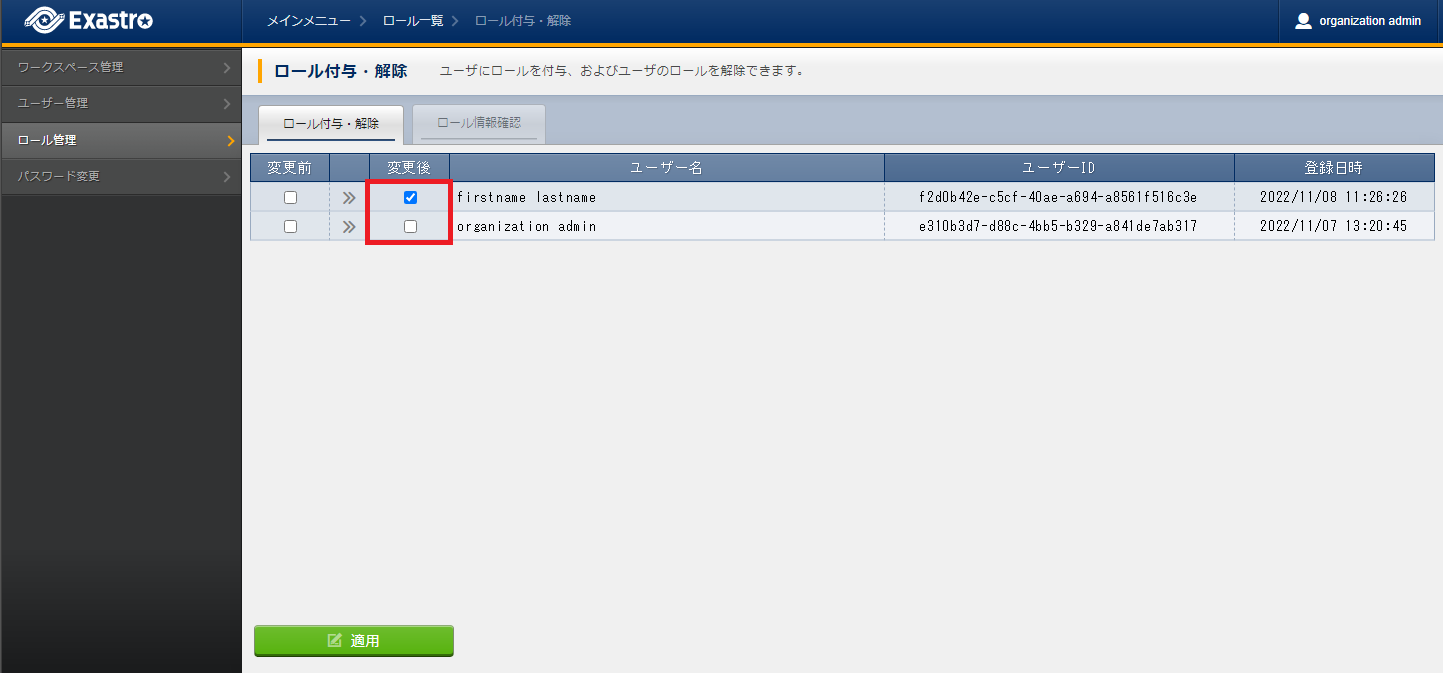 Exastro メインメニュー ロール一覧 ロール付与・解除 organization admin
ワークスペース管理
ユーザー管理
ロール管理
パスワード変更
ロール付与・解除 ユーザにロールを付与、およびユーザのロールを解除できます。
ロール付与・解除 ロール情報確認
変更前 変更後 ユーザー名 ユーザーID 登録日時
firstname lastname f2d0b42e-c5cf-40ae-a694-a8561f516c3e 2022/11/08 11:26:26
organization admin e310b3d7-d88c-4bb5-b329-a841de7ab317 2022/11/07 13:20:45
適用